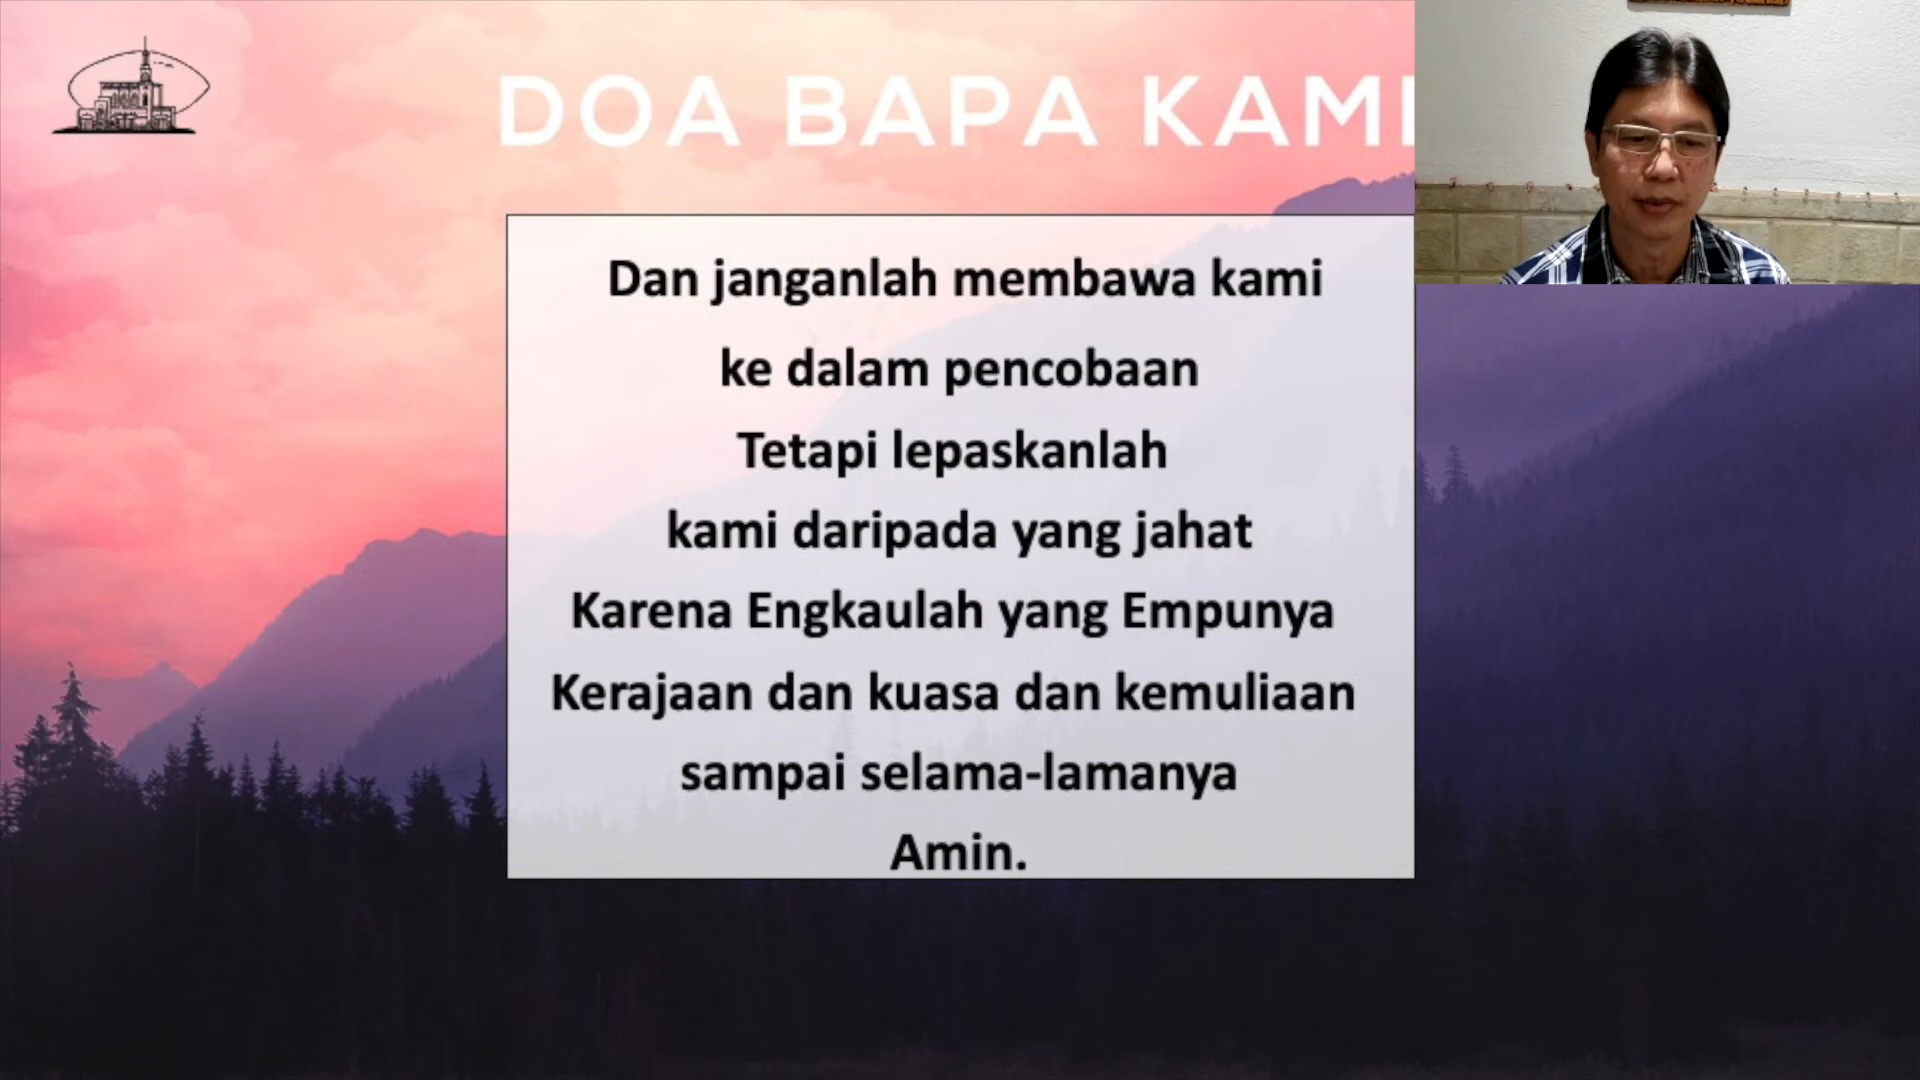 DOA BAPA KAMI
Dan janganlah membawa kami
ke dalam pencobaan
Tetapi lepaskanlah
kami daripada yang jahat
Karena Engkaulah yang Empunya
Kerajaan dan kuasa dan kemuliaan
sampai selama-lamanya
Amin.